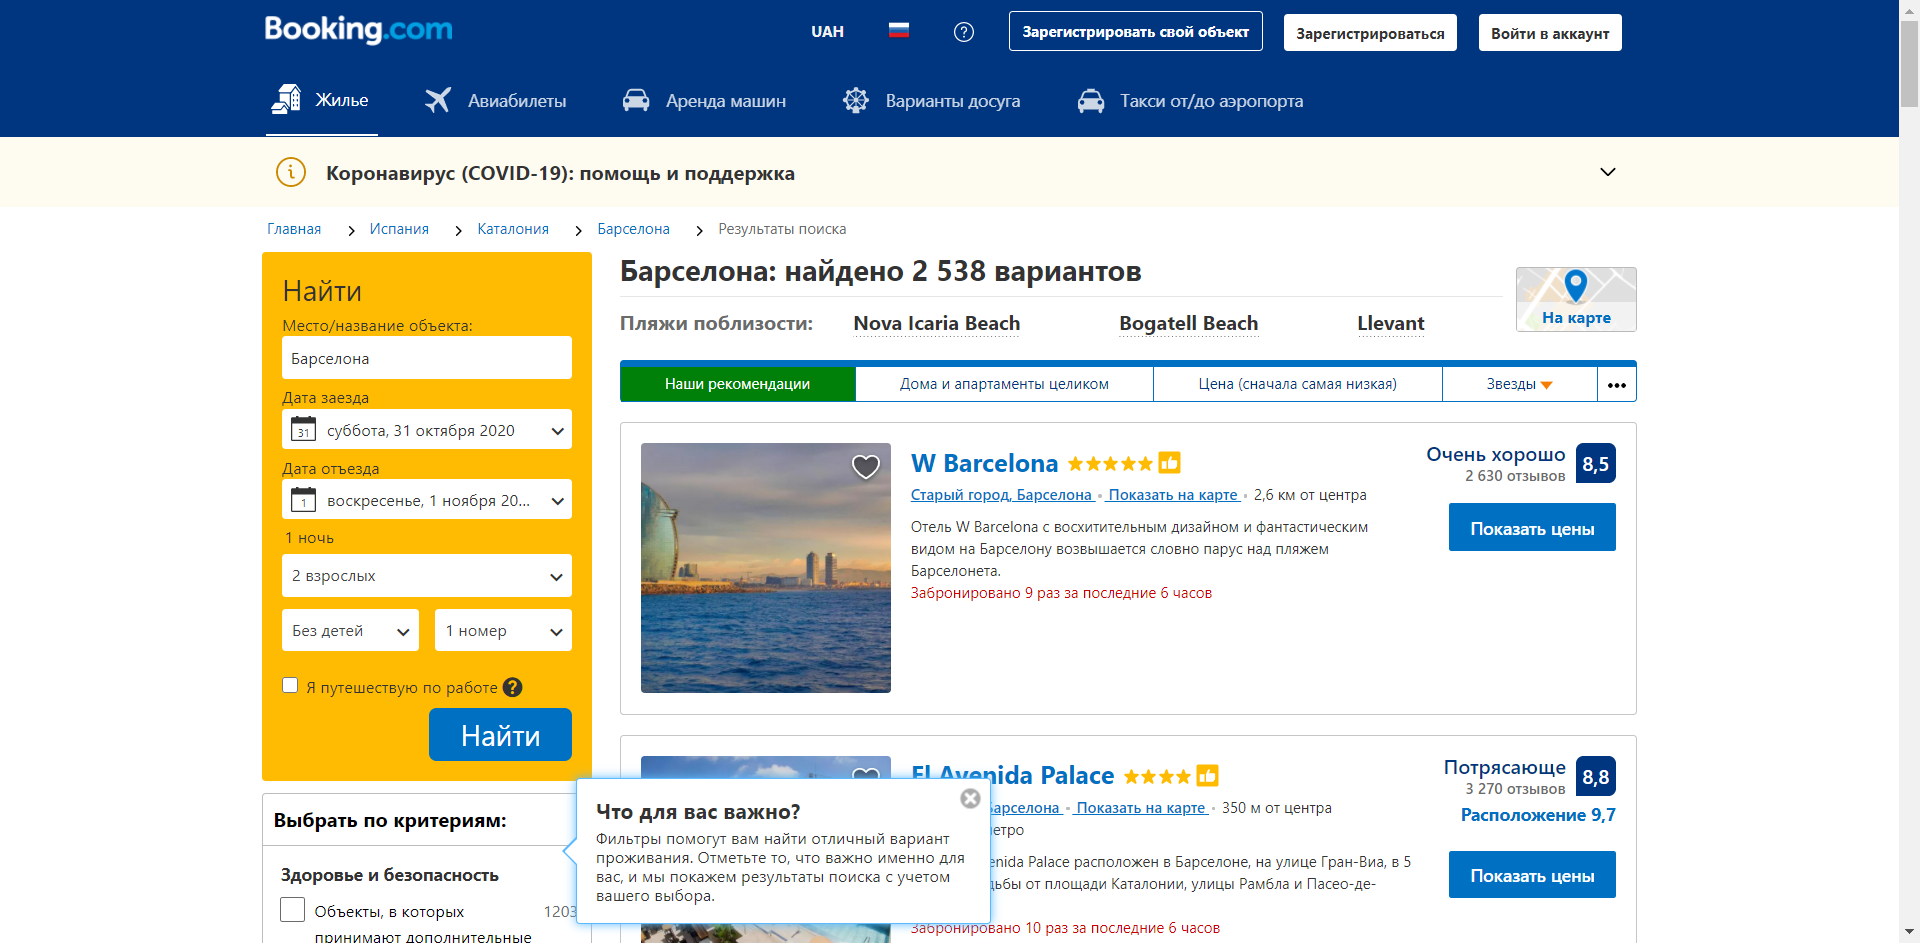 Booking.com
UAH
Зарегистрировать свой объект
Зарегистрироваться
Войти в аккаунт
Жилье
Авиабилеты
Аренда машин
Варианты досуга
Такси от/до аэропорта
Коронавирус (COVID-19): помощь и поддержка
Главная
Испания
Каталония
Барселона
Результаты поиска
Найти
Место/название объекта:
Барселона
Дата заезда
31
суббота, 31 октября 2020
Дата отъезда
1
воскресенье, 1 ноября 20...
1 ночь
2 взрослых
Без детей
1 номер
Я путешествую по работе
Найти
Выбрать по критериям:
Здоровье и безопасность
Объекты, в которых
1203
принимают дополнительные
Барселона: найдено 2 538 вариантов
На карте
Пляжи поблизости:
Nova Icaria Beach
Bogatell Beach
Llevant
Наши рекомендации
Дома и апартаменты целиком
Цена (сначала самая низкая)
Звезды
W Barcelona
Старый город, Барселона • Показать на карте • 2,6 км от центра
Отель W Barcelona с восхитительным дизайном и фантастическим
видом на Барселону возвышается словно парус над пляжем
Барселонета.
Забронировано 9 раз за последние 6 часов
Очень хорошо
2 630 отзывов
8,5
Показать цены
El Avenida Palace
Барселона • Показать на карте • 350 м от центра
метро
enida Palace расположен в Барселоне, на улице Гран-Виа, в 5
дьбы от площади Каталонии, улицы Рамбла и Пасео-де-
Забронировано 10 раз за последние 6 часов
Потрясающе
3 270 отзывов
8,8
Расположение 9,7
Показать цены
Что для вас важно?
Фильтры помогут вам найти отличный вариант
проживания. Отметьте то, что важно именно для
вас, и мы покажем результаты поиска с учетом
вашего выбора.